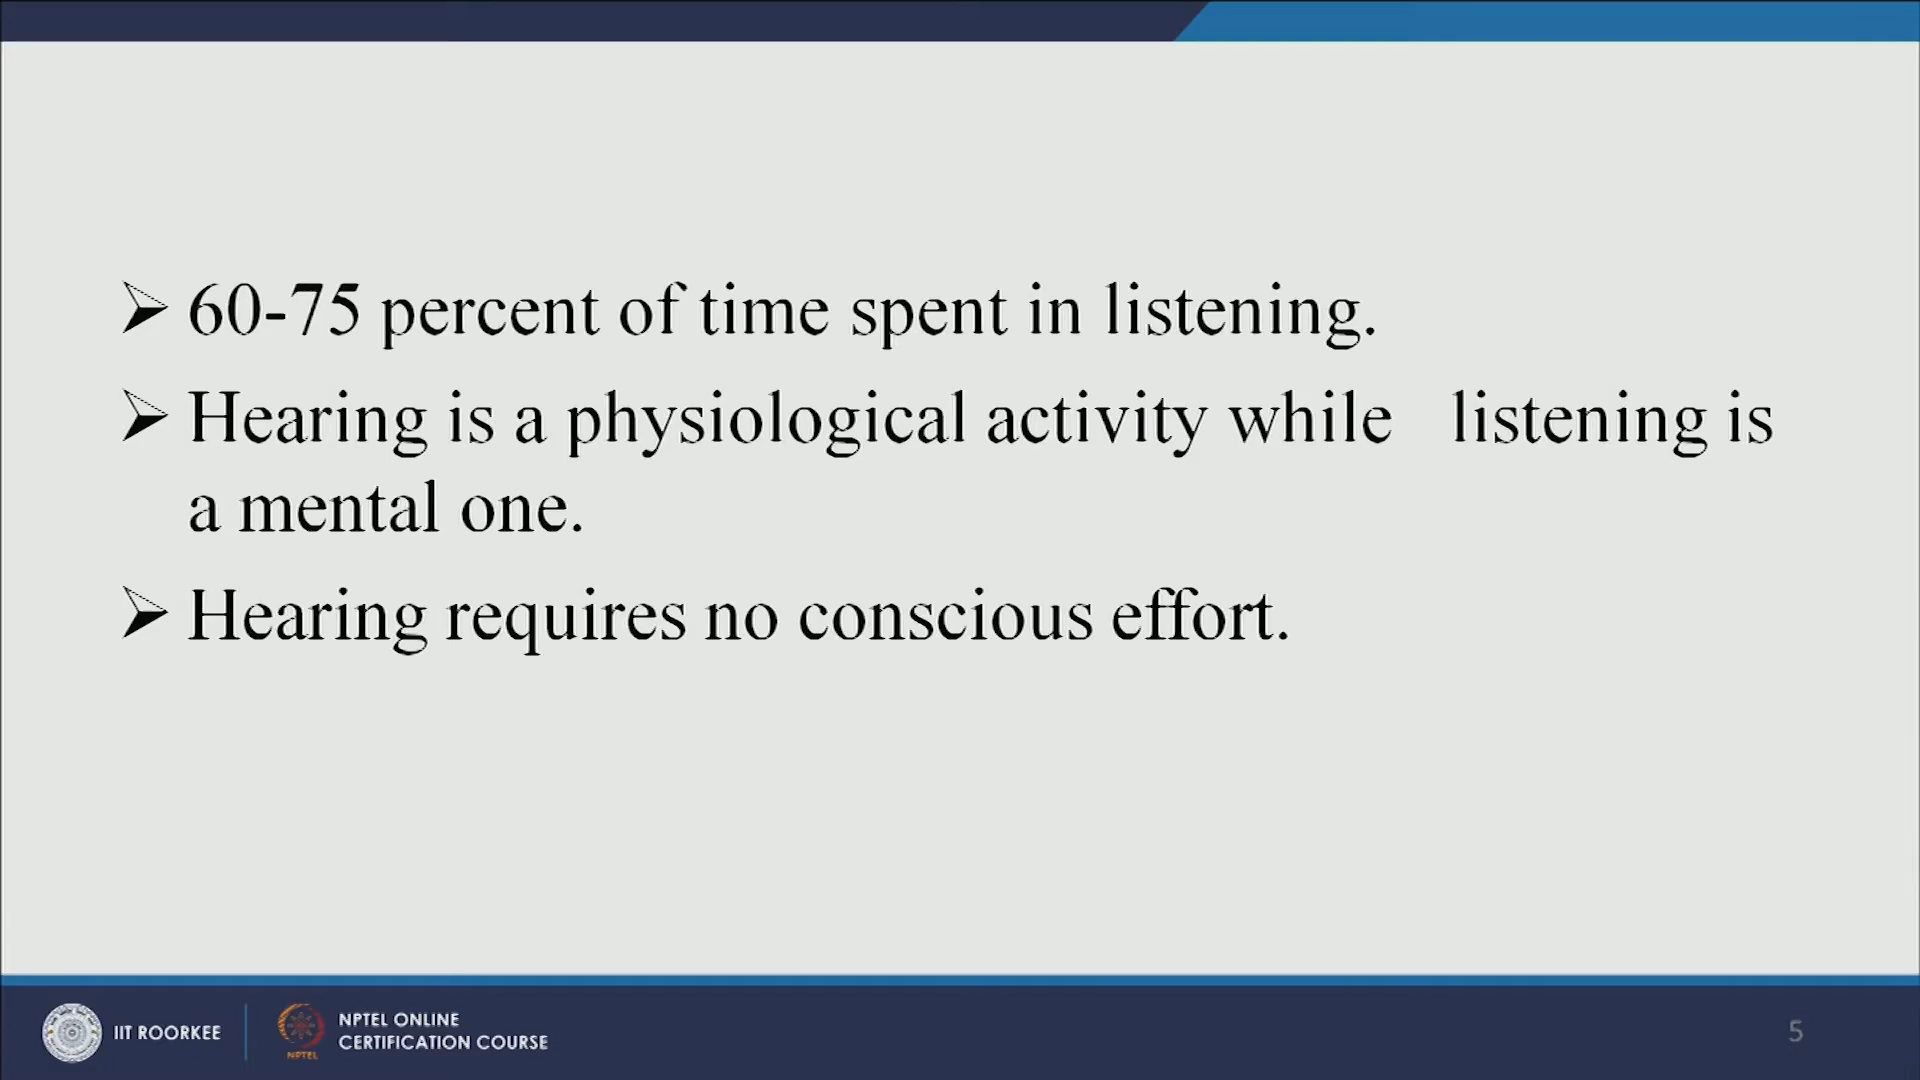 60-75 percent of time spent in listening.
Hearing is a physiological activity while listening is
a mental one.
Hearing requires no conscious effort.
IIT ROORKEE
NPTEL
NPTEL ONLINE
CERTIFICATION COURSE
5